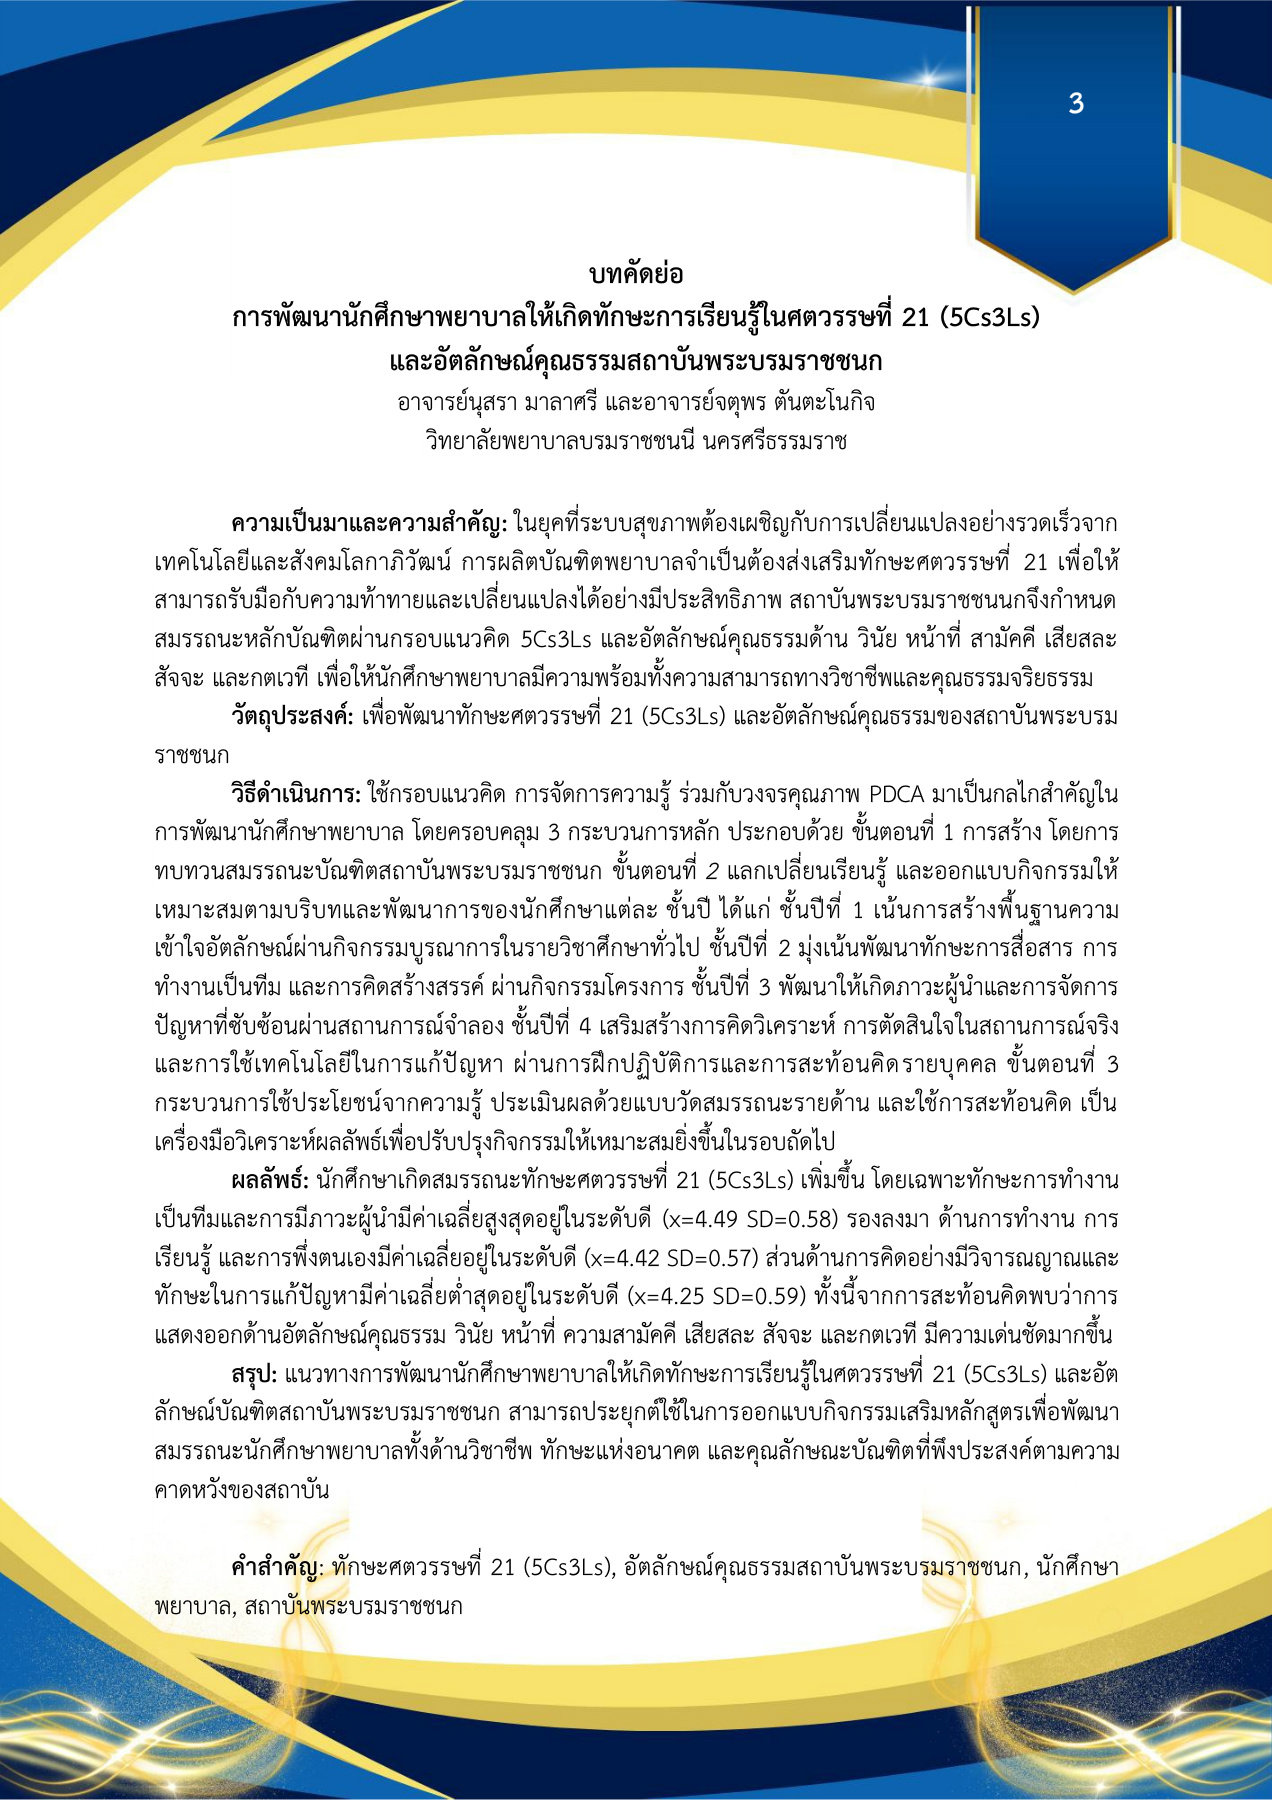 3
บทคัดย่อ
การพัฒนานักศึกษาพยาบาลให้เกิดทักษะการเรียนรู้ในศตวรรษที่ 21 (5Cs3Ls)
และอัตลักษณ์คุณธรรมสถาบันพระบรมราชชนก
อาจารย์นุสรา มาลาศรี และอาจารย์จตุพร ตันตะโนกิจ
วิทยาลัยพยาบาลบรมราชชนนี นครศรีธรรมราช
ความเป็นมาและความสำคัญ: ในยุคที่ระบบสุขภาพต้องเผชิญกับการเปลี่ยนแปลงอย่างรวดเร็วจาก
เทคโนโลยีและสังคมโลกาภิวัฒน์ การผลิตบัณฑิตพยาบาลจำเป็นต้องส่งเสริมทักษะศตวรรษที่ 21 เพื่อให้
สามารถรับมือกับความท้าทายและเปลี่ยนแปลงได้อย่างมีประสิทธิภาพ สถาบันพระบรมราชชนนกจึงกำหนด
สมรรถนะหลักบัณฑิตผ่านกรอบแนวคิด 5Cs3Ls และอัตลักษณ์คุณธรรมด้าน วินัย หน้าที่ สามัคคี เสียสละ
สัจจะ และกตเวที เพื่อให้นักศึกษาพยาบาลมีความพร้อมทั้งความสามารถทางวิชาชีพและคุณธรรมจริยธรรม
วัตถุประสงค์: เพื่อพัฒนาทักษะศตวรรษที่ 21 (5Cs3Ls) และอัตลักษณ์คุณธรรมของสถาบันพระบรม
ราชชนก
วิธีดำเนินการ: ใช้กรอบแนวคิด การจัดการความรู้ ร่วมกับวงจรคุณภาพ PDCA มาเป็นกลไกสำคัญใน
การพัฒนานักศึกษาพยาบาล โดยครอบคลุม 3 กระบวนการหลัก ประกอบด้วย ขั้นตอนที่ 1 การสร้าง โดยการ
ทบทวนสมรรถนะบัณฑิตสถาบันพระบรมราชชนก ขั้นตอนที่ 2 แลกเปลี่ยนเรียนรู้ และออกแบบกิจกรรมให้
เหมาะสมตามบริบทและพัฒนาการของนักศึกษาแต่ละ ชั้นปี ได้แก่ ชั้นปีที่ 1 เน้นการสร้างพื้นฐานความ
เข้าใจอัตลักษณ์ผ่านกิจกรรมบูรณาการในรายวิชาศึกษาทั่วไป ชั้นปีที่ 2 มุ่งเน้นพัฒนาทักษะการสื่อสาร การ
ทำงานเป็นทีม และการคิดสร้างสรรค์ ผ่านกิจกรรมโครงการ ชั้นปีที่ 3 พัฒนาให้เกิดภาวะผู้นำและการจัดการ
ปัญหาที่ซับซ้อนผ่านสถานการณ์จำลอง ชั้นปีที่ 4 เสริมสร้างการคิดวิเคราะห์ การตัดสินใจในสถานการณ์จริง
และการใช้เทคโนโลยีในการแก้ปัญหา ผ่านการฝึกปฏิบัติการและการสะท้อนคิดรายบุคคล ขั้นตอนที่ 3
กระบวนการใช้ประโยชน์จากความรู้ ประเมินผลด้วยแบบวัดสมรรถนะรายด้าน และใช้การสะท้อนคิด เป็น
เครื่องมือวิเคราะห์ผลลัพธ์เพื่อปรับปรุงกิจกรรมให้เหมาะสมยิ่งขึ้นในรอบถัดไป
ผลลัพธ์: นักศึกษาเกิดสมรรถนะทักษะศตวรรษที่ 21 (5Cs3Ls) เพิ่มขึ้น โดยเฉพาะทักษะการทำงาน
เป็นทีมและการมีภาวะผู้นำมีค่าเฉลี่ยสูงสุดอยู่ในระดับดี (x=4.49 SD=0.58) รองลงมา ด้านการทำงาน การ
เรียนรู้ และการพึ่งตนเองมีค่าเฉลี่ยอยู่ในระดับดี (x=4.42 SD=0.57) ส่วนด้านการคิดอย่างมีวิจารณญาณและ
ทักษะในการแก้ปัญหามีค่าเฉลี่ยต่ำสุดอยู่ในระดับดี (x=4.25 SD=0.59) ทั้งนี้จากการสะท้อนคิดพบว่าการ
แสดงออกด้านอัตลักษณ์คุณธรรม วินัย หน้าที่ ความสามัคคี เสียสละ สัจจะ และกตเวที มีความเด่นชัดมากขึ้น
สรุป: แนวทางการพัฒนานักศึกษาพยาบาลให้เกิดทักษะการเรียนรู้ในศตวรรษที่ 21 (5Cs3Ls) และอัต
ลักษณ์บัณฑิตสถาบันพระบรมราชชนก สามารถประยุกต์ใช้ในการออกแบบกิจกรรมเสริมหลักสูตรเพื่อพัฒนา
สมรรถนะนักศึกษาพยาบาลทั้งด้านวิชาชีพ ทักษะแห่งอนาคต และคุณลักษณะบัณฑิตที่พึงประสงค์ตามความ
คาดหวังของสถาบัน
คำสำคัญ: ทักษะศตวรรษที่ 21 (5Cs3Ls), อัตลักษณ์คุณธรรมสถาบันพระบรมราชชนก, นักศึกษา
พยาบาล, สถาบันพระบรมราชชนก